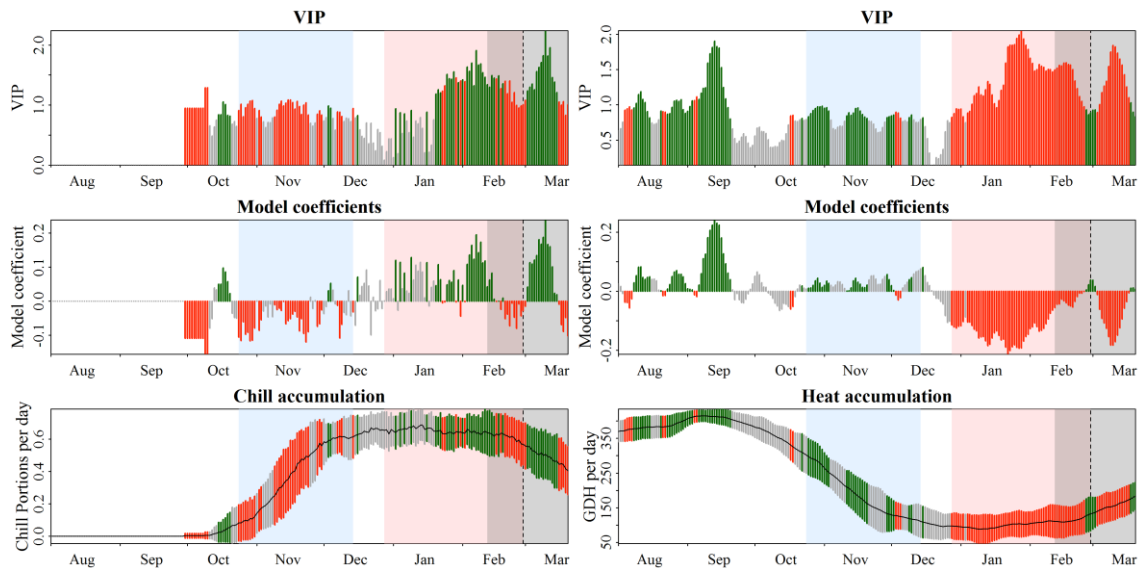 VIP
VIP
0.0 1.0 2.0
Aug Sep Oct Nov Dec Jan Feb Mar
Model coefficients
Model coefficient
-0.1 0.0 0.1 0.2
Aug Sep Oct Nov Dec Jan Feb Mar
Chill accumulation
Chill Portions per day
0.0 0.2 0.4 0.6
Aug Sep Oct Nov Dec Jan Feb Mar
VIP
VIP
0.5 1.0 1.5 2.0
Aug Sep Oct Nov Dec Jan Feb Mar
Model coefficients
Model coefficient
-0.2 0.0 0.2
Aug Sep Oct Nov Dec Jan Feb Mar
Heat accumulation
GDH per day
50 150 250 350
Aug Sep Oct Nov Dec Jan Feb Mar